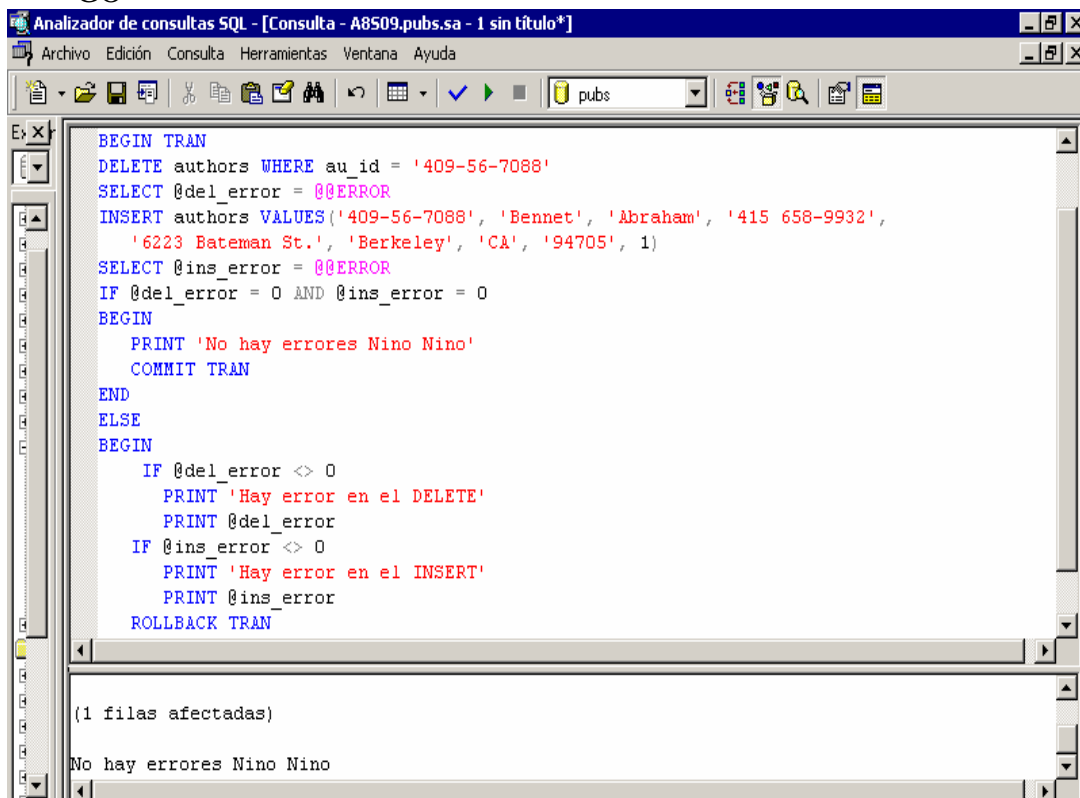 Analizador de consultas SQL - [Consulta - A8S09.pubs.sa - 1 sin título*]
Archivo Edición Consulta Herramientas Ventana Ayuda
pubs
BEGIN TRAN
DELETE authors WHERE au_id = '409-56-7088'
SELECT @del_error = @@ERROR
INSERT authors VALUES('409-56-7088', 'Bennet', 'Abraham', '415 658-9932',
'6223 Bateman St.', 'Berkeley', 'CA', '94705', 1)
SELECT @ins_error = @@ERROR
IF @del_error = 0 AND @ins_error = 0
BEGIN
PRINT 'No hay errores Nino Nino'
COMMIT TRAN
END
ELSE
BEGIN
IF @del_error <> 0
PRINT 'Hay error en el DELETE'
PRINT @del_error
IF @ins_error <> 0
PRINT 'Hay error en el INSERT'
PRINT @ins_error
ROLLBACK TRAN
(1 filas afectadas)
No hay errores Nino Nino